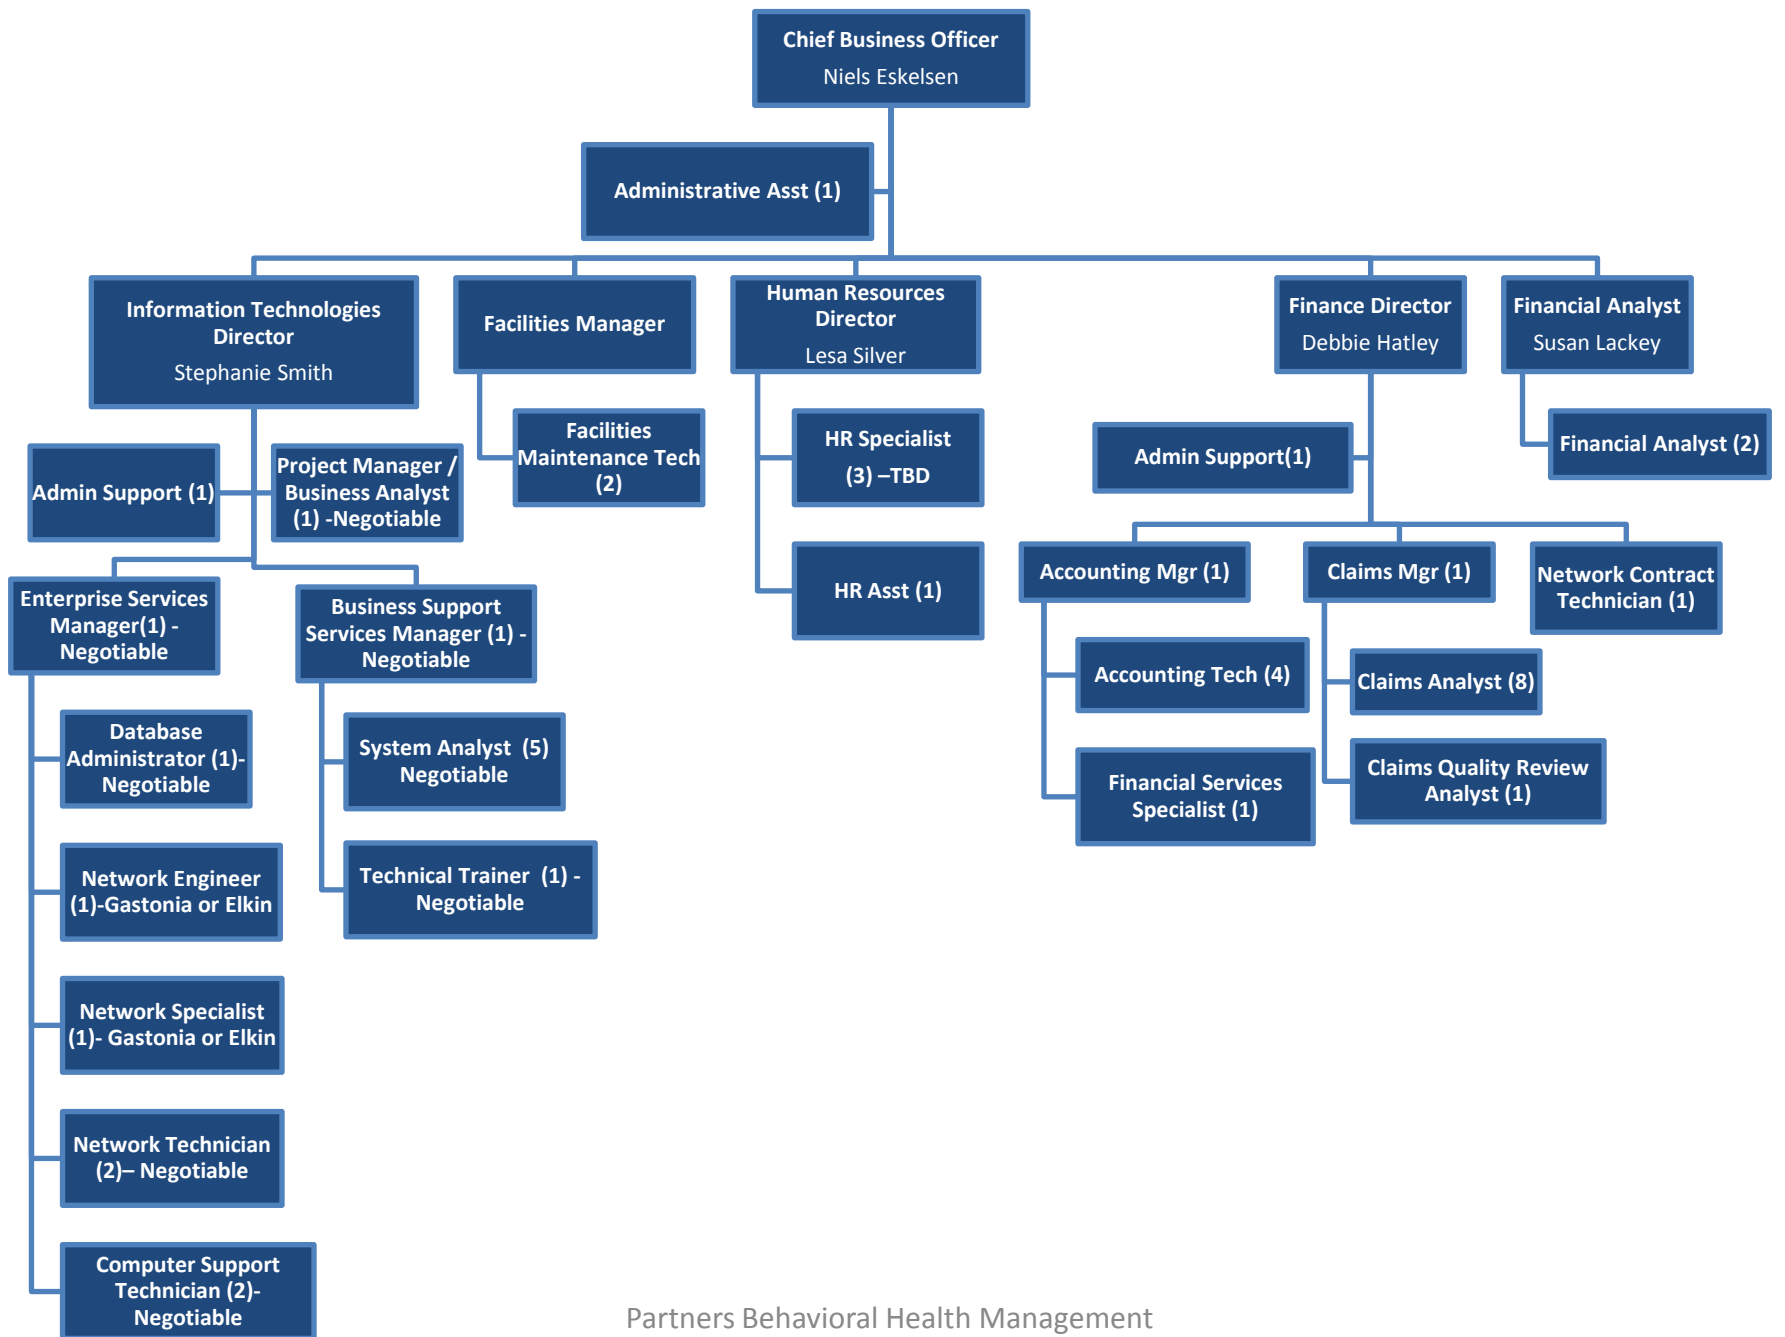 Chief Business Officer
Niels Eskelsen
Administrative Asst (1)
Information Technologies
Director
Stephanie Smith
Facilities Manager
Human Resources
Director
Lesa Silver
Finance Director
Debbie Hatley
Financial Analyst
Susan Lackey
Admin Support (1)
Project Manager /
Business Analyst
(1) -Negotiable
Facilities
Maintenance Tech
(2)
HR Specialist
(3) –TBD
HR Asst (1)
Admin Support(1)
Financial Analyst (2)
Enterprise Services
Manager(1) -
Negotiable
Business Support
Services Manager (1) -
Negotiable
Accounting Mgr (1)
Claims Mgr (1)
Network Contract
Technician (1)
Database
Administrator (1)-
Negotiable
Network Engineer
(1)-Gastonia or Elkin
Network Specialist
(1)- Gastonia or Elkin
Network Technician
(2)– Negotiable
Computer Support
Technician (2)-
Negotiable
System Analyst  (5)
Negotiable
Technical Trainer  (1) -
Negotiable
Accounting Tech (4)
Financial Services
Specialist (1)
Claims Analyst (8)
Claims Quality Review
Analyst (1)
Partners Behavioral Health Management